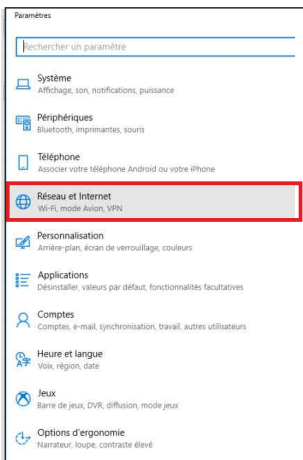 Paramètres
Rechercher un paramètre
Système
Affichage, son, notifications, puissance
Périphériques
Bluetooth, imprimantes, souris
Téléphone
Associer votre téléphone Android ou votre iPhone
Réseau et Internet
Wi-Fi, mode Avion, VPN
Personnalisation
Arrière-plan, écran de verrouillage, couleurs
Applications
Désinstaller, valeurs par défaut, fonctionnalités facultatives
Comptes
Comptes, e-mail, synchronisation, travail, autres utilisateurs
Heure et langue
Voix, région, date
Jeux
Barre de jeux, DVR, diffusion, mode jeux
Options d'ergonomie
Narrateur, loupe, contraste élevé